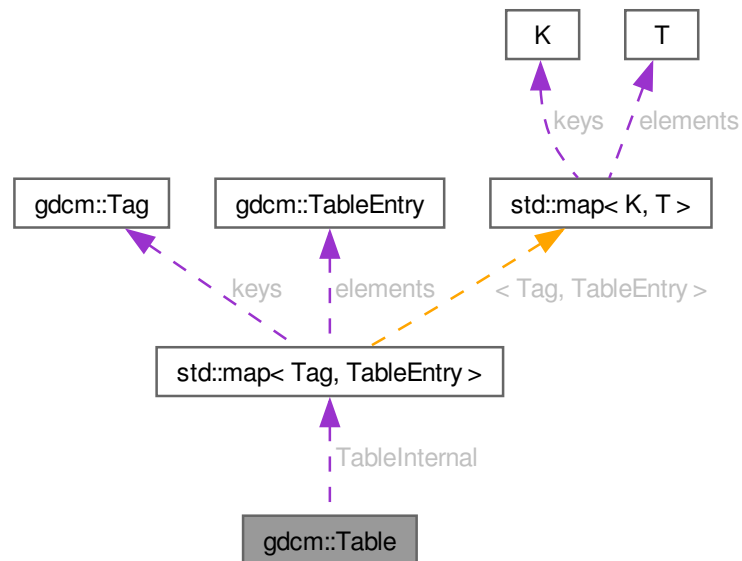 K
T
keys
elements
gdcm::Tag
gdcm::TableEntry
std::map< K, T >
keys
elements
< Tag, TableEntry >
std::map< Tag, TableEntry >
TableInternal
gdcm::Table